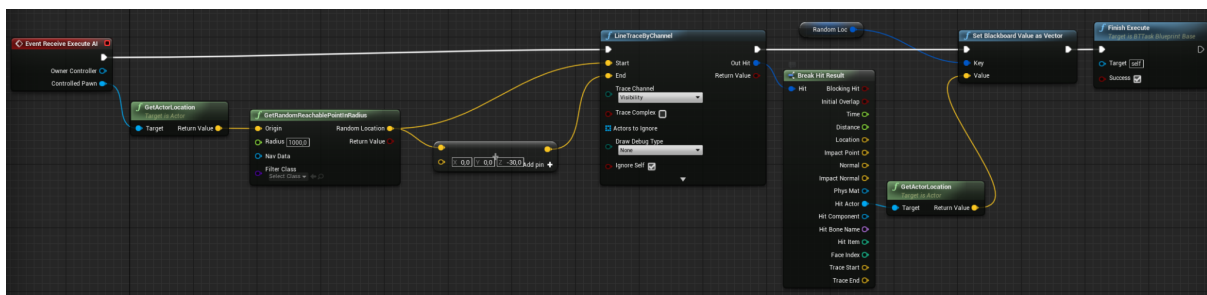 Event Receive Execute AI
Owner Controller
Controlled Pawn
GetActorLocation
Target is Actor
Target
Return Value
GetRandomReachablePointInRadius
Origin
Random Location
Radius
1000,0
Return Value
Nav Data
Filter Class
Select Class
X 0,0 Y 0,0 Z -30,0
Add pin
LineTraceByChannel
Start
Out Hit
End
Return Value
Trace Channel
Visibility
Trace Complex
Actors to Ignore
Draw Debug Type
None
Ignore Self
Break Hit Result
Hit
Blocking Hit
Initial Overlap
Time
Distance
Location
Impact Point
Normal
Impact Normal
Phys Mat
Hit Actor
Hit Component
Hit Bone Name
Hit Item
Face Index
Trace Start
Trace End
Random Loc
GetActorLocation
Target is Actor
Target
Return Value
Set Blackboard Value as Vector
Key
Value
Finish Execute
Target is BTTask Blueprint Base
Target
self
Success